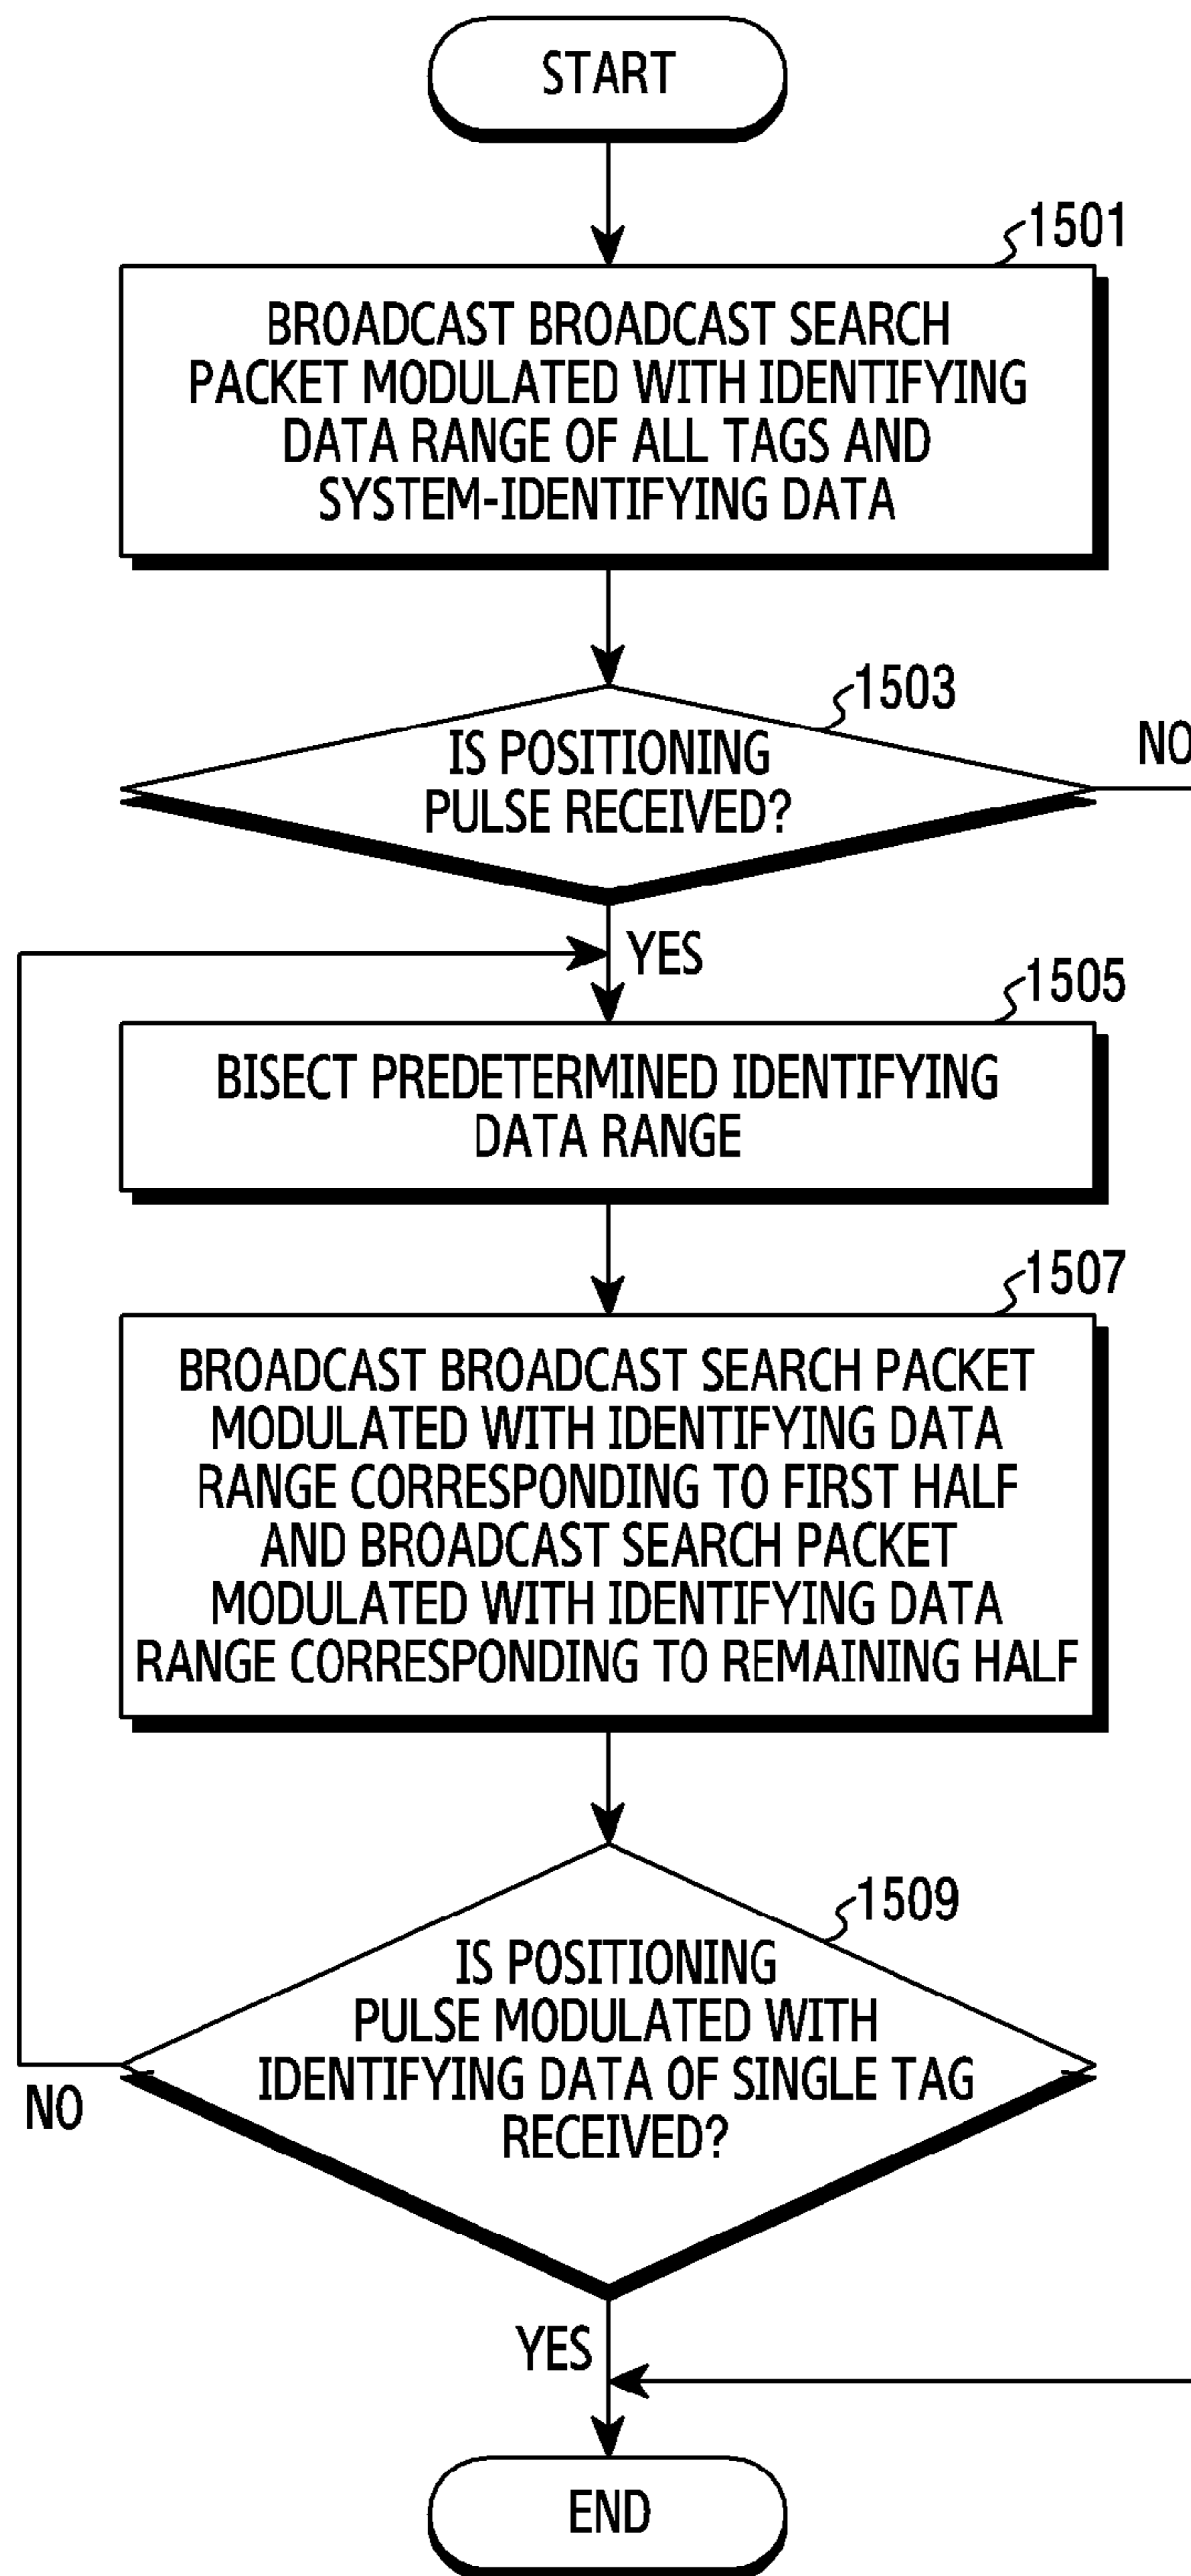 START
1501
BROADCAST BROADCAST SEARCH
PACKET MODULATED WITH IDENTIFYING
DATA RANGE OF ALL TAGS AND
SYSTEM-IDENTIFYING DATA
1503
IS POSITIONING
PULSE RECEIVED?
NO
YES
1505
BISECT PREDETERMINED IDENTIFYING
DATA RANGE
1507
BROADCAST BROADCAST SEARCH PACKET
MODULATED WITH IDENTIFYING DATA
RANGE CORRESPONDING TO FIRST HALF
AND BROADCAST SEARCH PACKET
MODULATED WITH IDENTIFYING DATA
RANGE CORRESPONDING TO REMAINING HALF
1509
IS POSITIONING
PULSE MODULATED WITH
IDENTIFYING DATA OF SINGLE TAG
RECEIVED?
NO
YES
END